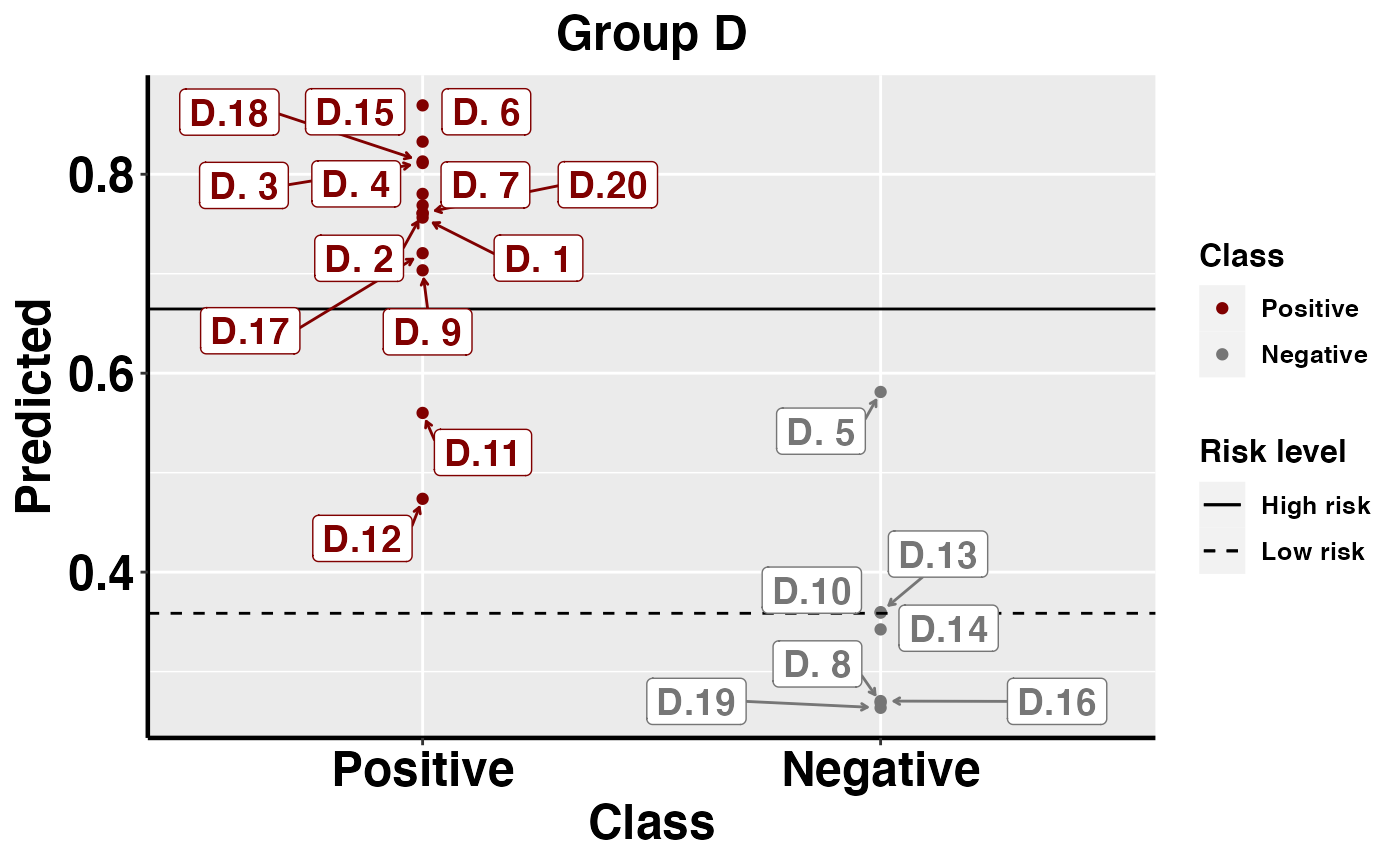 Group D
D.18
D.15
D. 6
D. 3
D. 4
D. 7
D.20
D. 2
D. 1
D.17
D. 9
D.11
D.12
D. 5
D.13
D.10
D.14
D. 8
D.19
D.16
0.8
0.6
0.4
Predicted
Positive
Negative
Class
Class
Positive
Negative
Risk level
High risk
Low risk